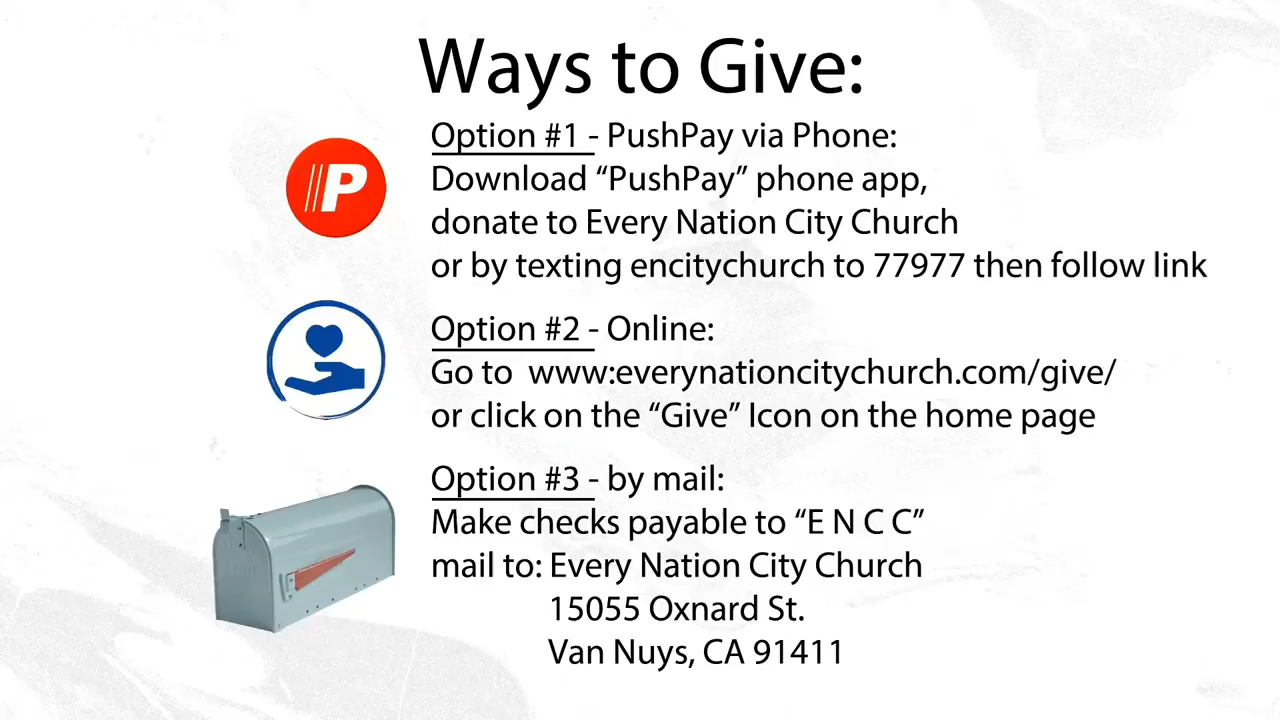 Ways to Give:
Option #1 - PushPay via Phone:
Download “PushPay” phone app,
donate to Every Nation City Church
or by texting encitychurch to 77977 then follow link
P
Option #2 - Online:
Go to www:everynationcitychurch.com/give/
or click on the “Give” Icon on the home page
Option #3 - by mail:
Make checks payable to “E N C C”
mail to: Every Nation City Church
15055 Oxnard St.
Van Nuys, CA 91411